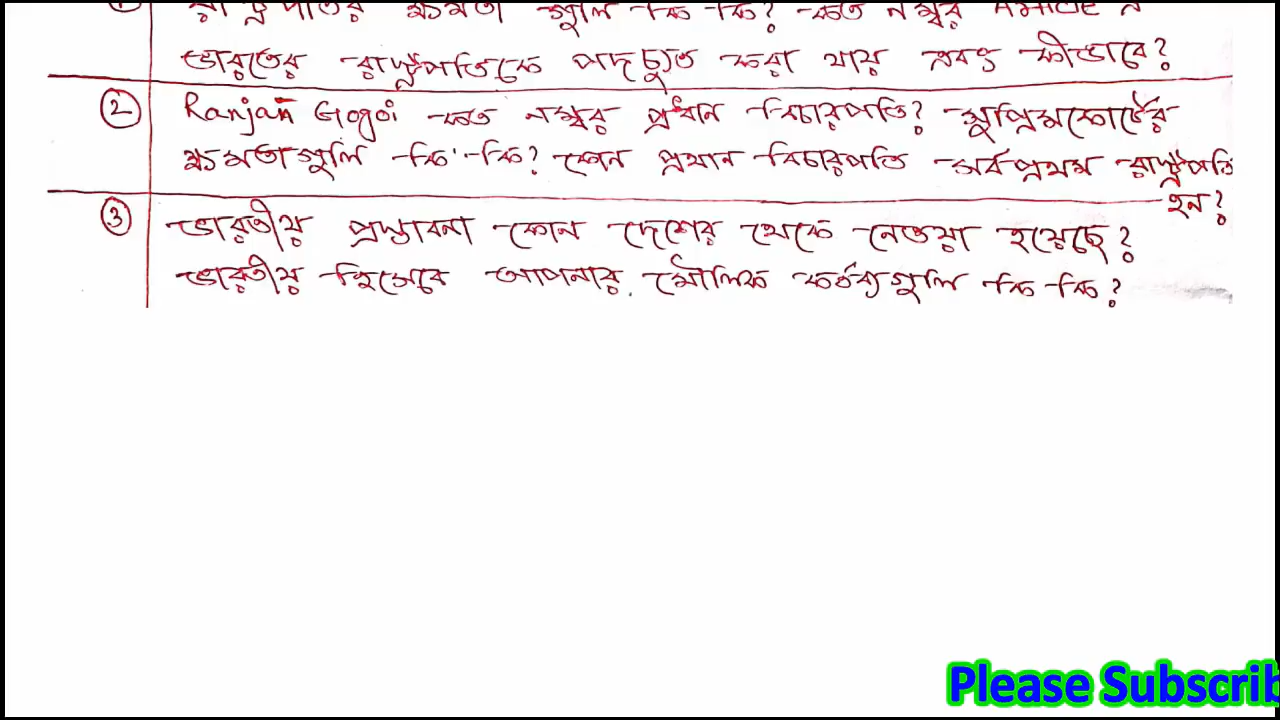 রাষ্ট্রপতির ক্ষমতা গুলি কি-কি? কত নম্বর Article এ
ভারতের রাষ্ট্রপতিকে পদচ্যুত করা যায় এবং কীভাবে?
② Ranjan Gogoi কত নম্বর প্রধান বিচারপতি? সুপ্রিমকোর্টের
ক্ষমতাগুলি কি-কি? কোন প্রধান বিচারপতি সর্বপ্রথম রাষ্ট্রপতি
হন?
③ ভারতীয় প্রস্তাবনা কোন দেশের থেকে নেওয়া হয়েছে?
ভারতীয় হিসেবে আপনার মৌলিক কর্তব্যগুলি কি-কি?
Please Subscrib